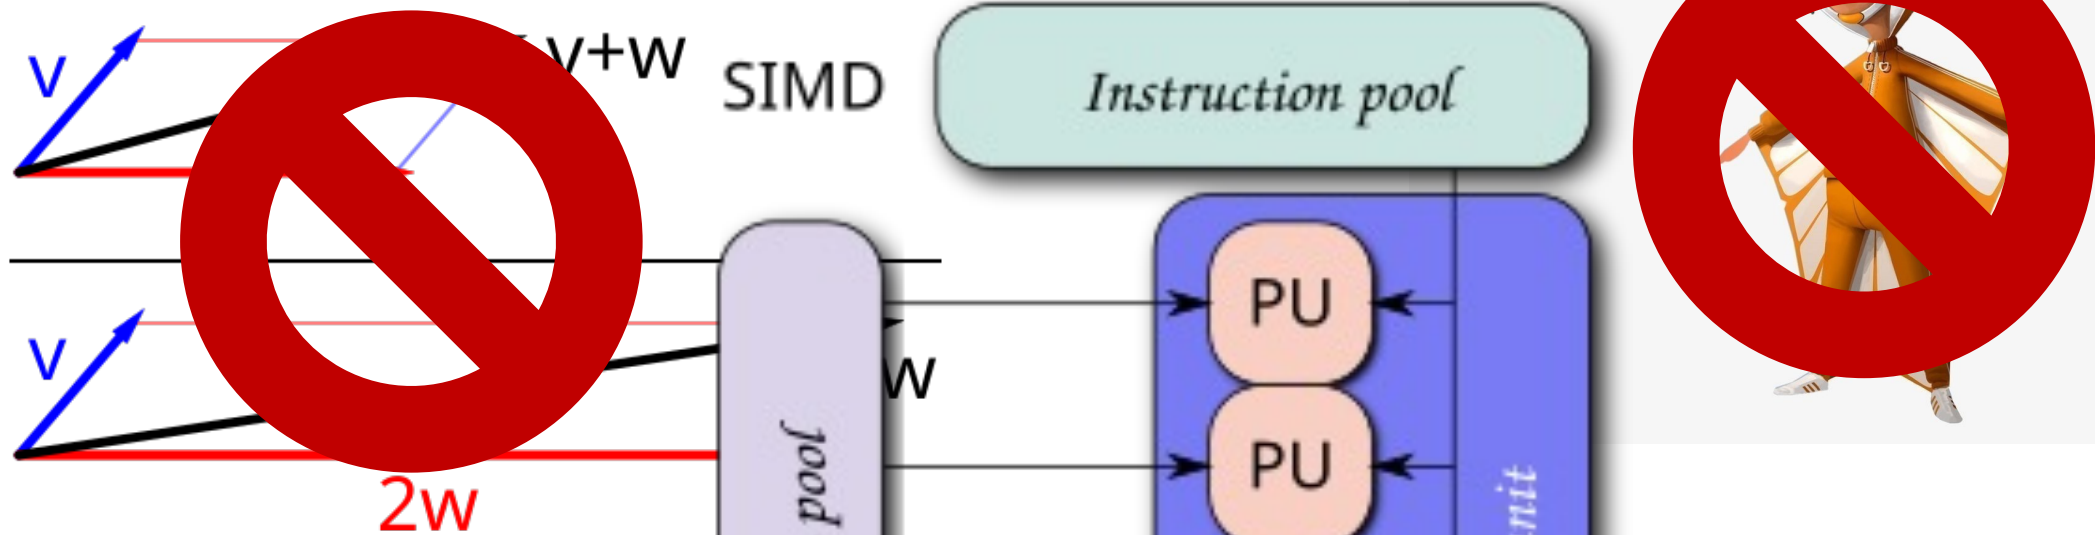 v
v+w
SIMD
Instruction pool
v
w
PU
2w
pool
PU